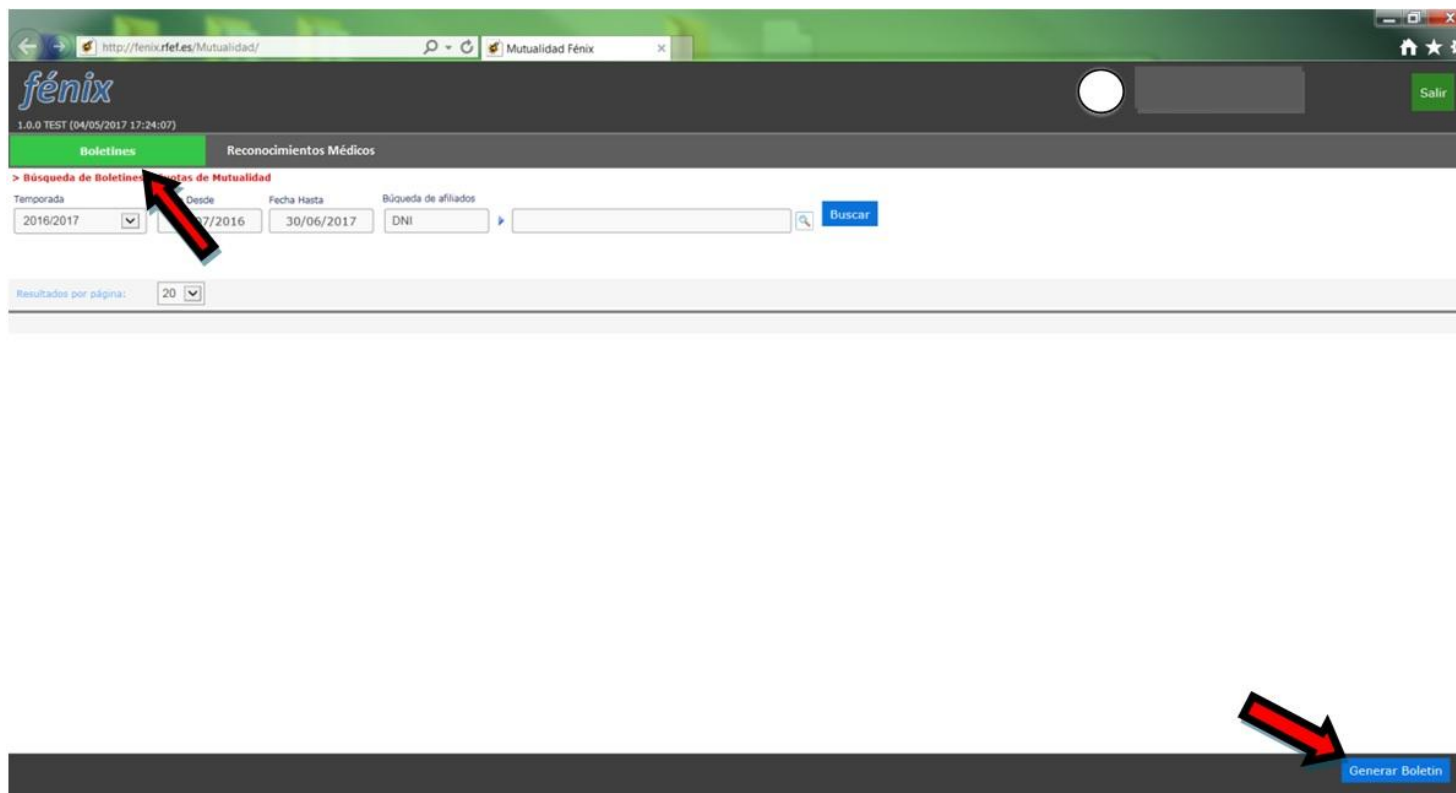 http://fenix.rfef.es/Mutualidad/
Mutualidad Fénix
fénix
Salir
1.0.0 TEST (04/05/2017 17:24:07)
Boletines
Reconocimientos Médicos
> Búsqueda de Boletines de Mutualidad
Temporada
Desde
Fecha Hasta
Búqueda de afiliados
2016/2017
7/2016
30/06/2017
DNI
Buscar
Resultados por página:
20
Generar Boletin